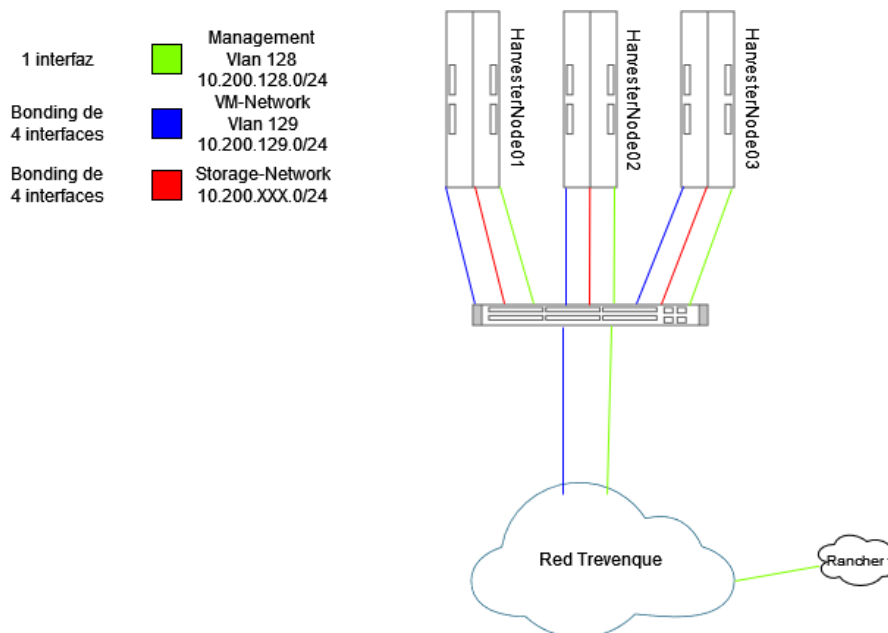 1 interfaz
Management
Vlan 128
10.200.128.0/24
Bonding de
4 interfaces
VM-Network
Vlan 129
10.200.129.0/24
Bonding de
4 interfaces
Storage-Network
10.200.XXX.0/24
HarvesterNode01
HarvesterNode02
HarvesterNode03
Red Trevenque
Rancher